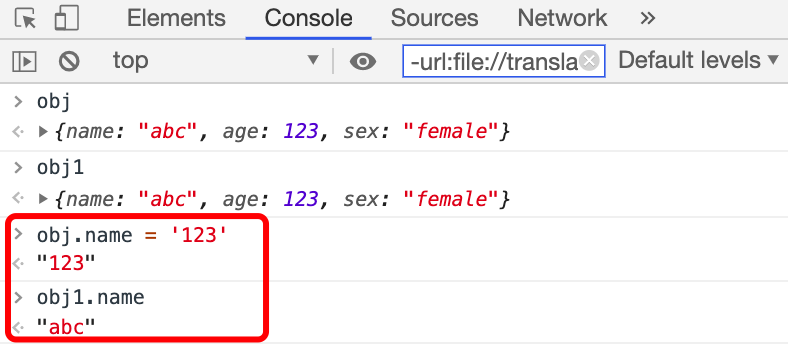 Elements Console Sources Network »
top ▼ -url:file://transla Default levels ▼
> obj
<· ▶ {name: "abc", age: 123, sex: "female"}
> obj1
<· ▶ {name: "abc", age: 123, sex: "female"}
> obj.name = '123'
<· "123"
> obj1.name
<· "abc"